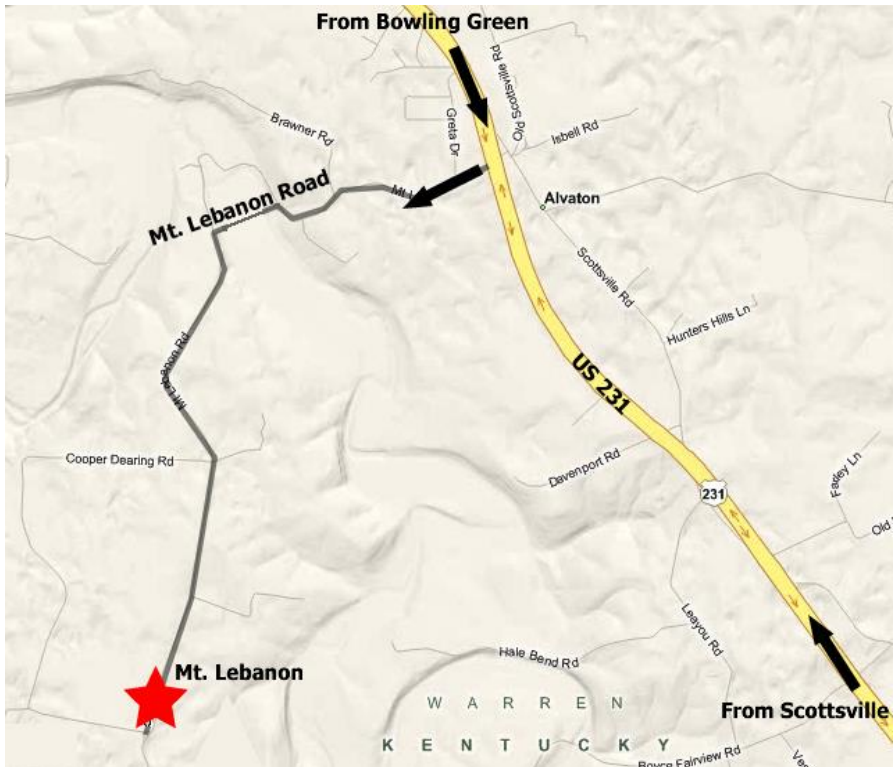 From Bowling Green
Old Scottsville Rd
Brawner Rd
Greta Dr
Isbell Rd
Mt. Lebanon Road
Alvaton
Scottsville Rd
Hunters Hills Ln
Mt Lebanon Rd
US 231
Cooper Dearing Rd
Davenport Rd
Farley Ln
231
Old
Leayou Rd
Hale Bend Rd
Mt. Lebanon
WARREN
From Scottsville
KENTUCKY
Boyce Fairview Rd